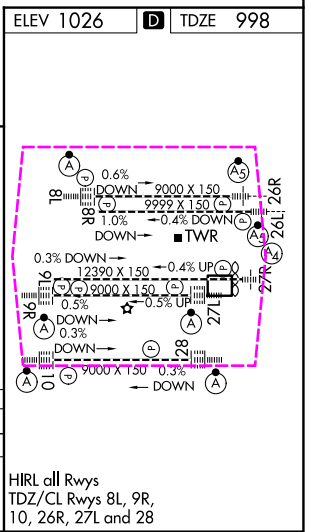 ELEV 1026 D TDZE 998
A
P
A5
0.6%
DOWN
9000 X 150
8L
8R
P
9999 X 150
P
26R
26L
1.0%
0.4% DOWN
DOWN
TWR
A5
A4
0.3% DOWN
0.4% UP
12390 X 150
P
9L
27R
P
9000 X 150
P
9R
0.5%
0.5% UP
27L
A
DOWN
A
0.3%
DOWN
P
28
10
P
9000 X 150
0.3%
A
DOWN
A
HIRL all Rwys
TDZ/CL Rwys 8L, 9R,
10, 26R, 27L and 28